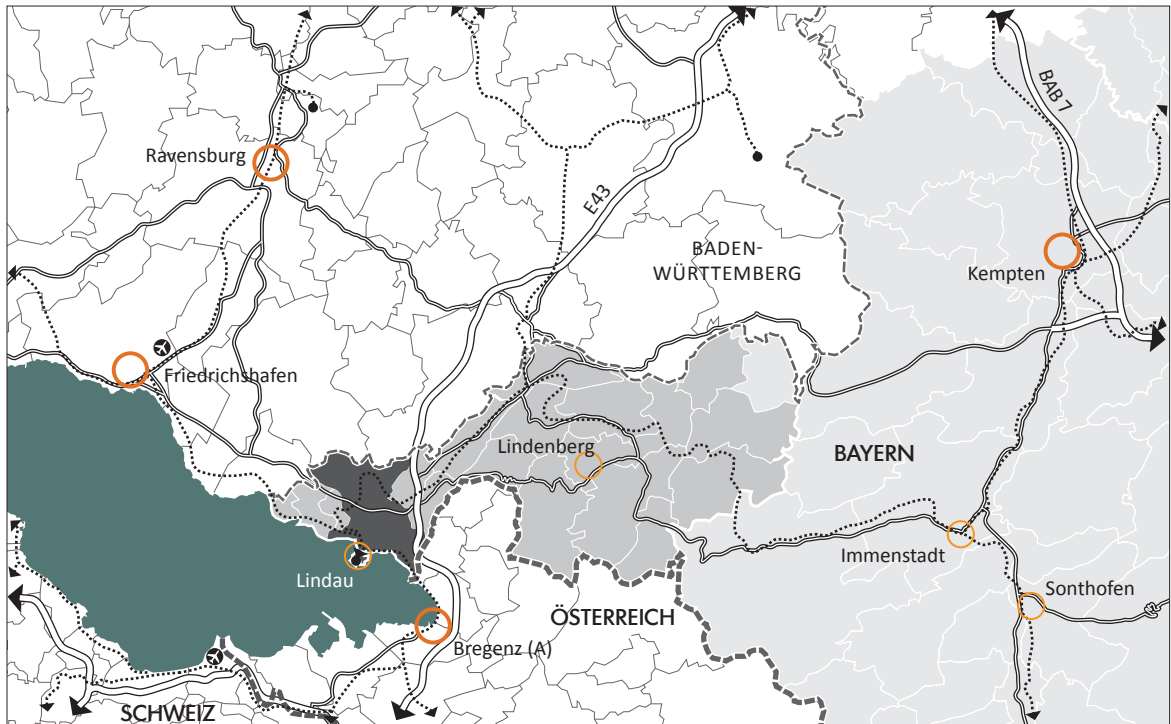 BAB 7
Ravensburg
E43
BADEN-
WÜRTTEMBERG
Kempten
Friedrichshafen
Lindenberg
BAYERN
Immenstadt
Lindau
Sonthofen
ÖSTERREICH
Bregenz (A)
SCHWEIZ